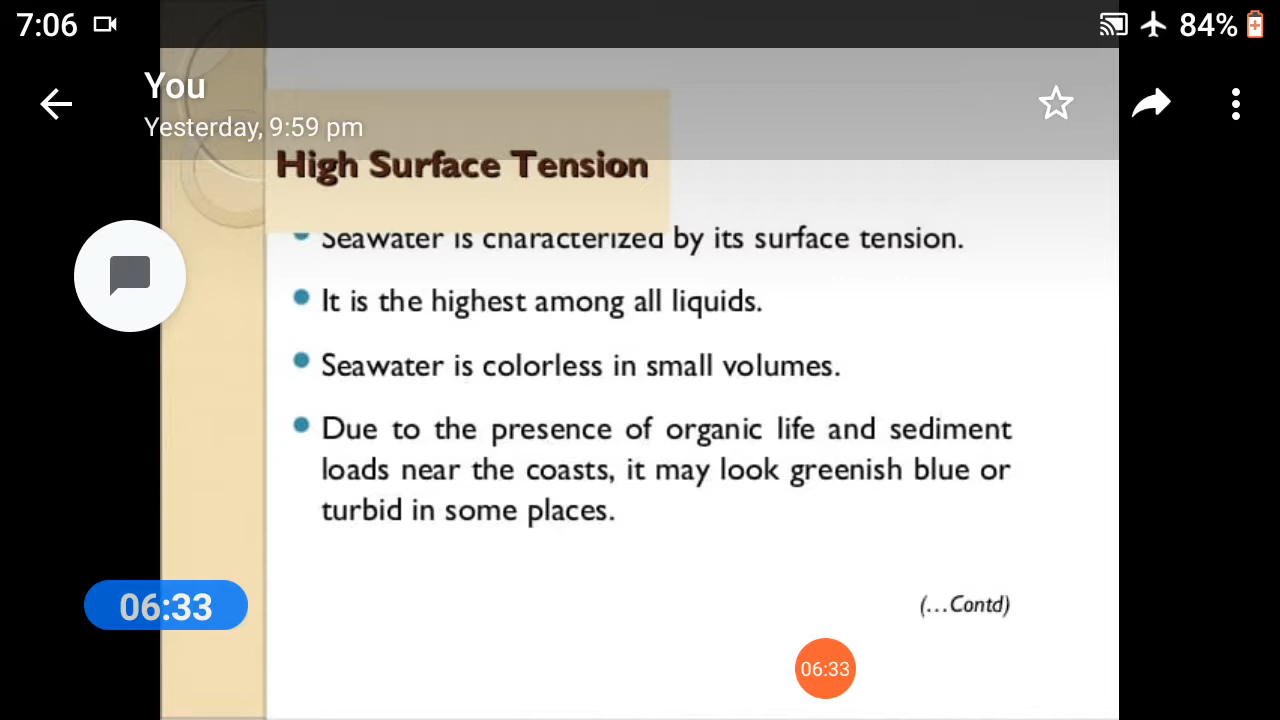 7:06
84%
You
Yesterday, 9:59 pm
High Surface Tension
Seawater is characterized by its surface tension.
It is the highest among all liquids.
Seawater is colorless in small volumes.
Due to the presence of organic life and sediment
loads near the coasts, it may look greenish blue or
turbid in some places.
(...Contd)
06:33
06:33